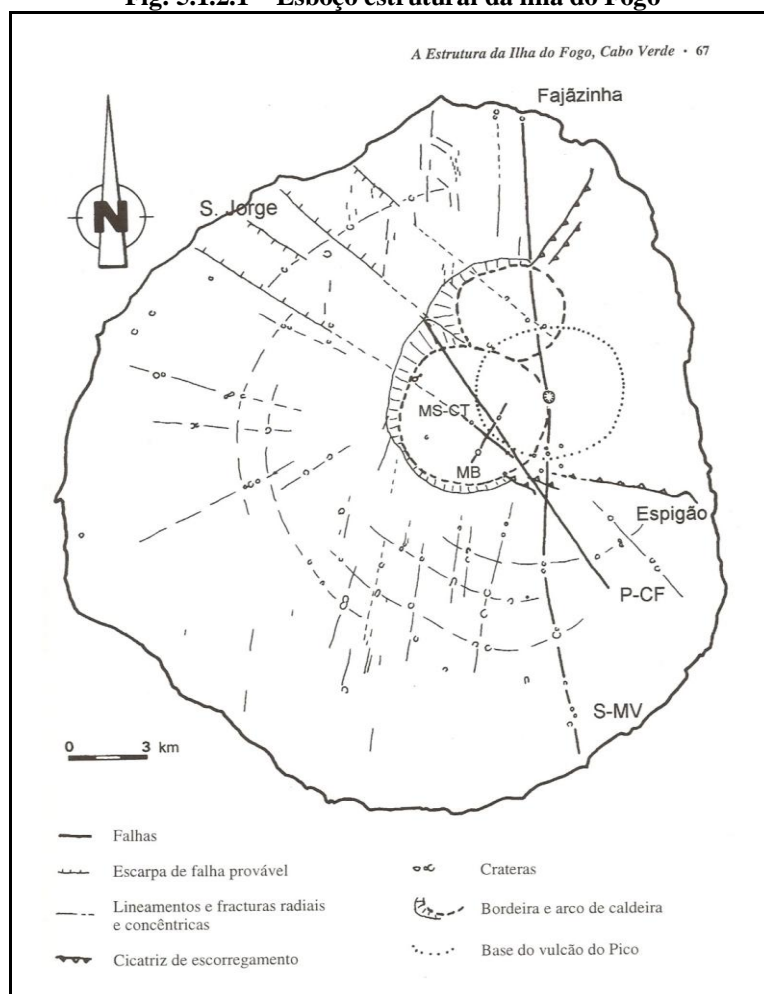 Fig. 5.1.2.1 – Esboço estrutural da ilha do Fogo
A Estrutura da Ilha do Fogo, Cabo Verde · 67
Fajãzinha
N
S. Jorge
MS-CT
MB
Espigão
P-CF
S-MV
0 3 km
Falhas
Escarpa de falha provável
Lineamentos e fracturas radiais
e concêntricas
Cicatriz de escorregamento
Crateras
Bordeira e arco de caldeira
Base do vulcão do Pico